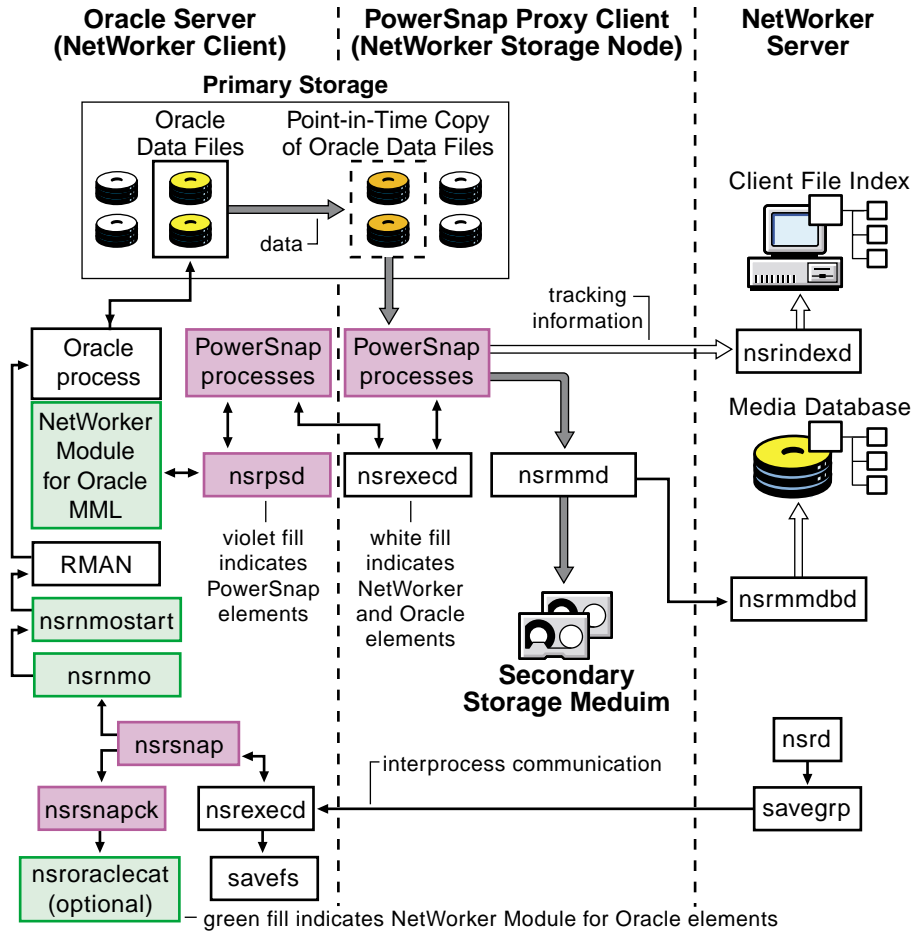 Oracle Server
(NetWorker Client)
PowerSnap Proxy Client
(NetWorker Storage Node)
NetWorker
Server
Primary Storage
Oracle
Data Files
Point-in-Time Copy
of Oracle Data Files
data
Client File Index
tracking
information
Oracle
process
PowerSnap
processes
PowerSnap
processes
nsrindexd
Media Database
NetWorker
Module
for Oracle
MML
nsrpsd
nsrexecd
nsrmmd
violet fill
indicates
PowerSnap
elements
white fill
indicates
NetWorker
and Oracle
elements
RMAN
nsrmmdbd
nsrnmostart
nsrnmo
Secondary
Storage Meduim
nsrsnap
nsrd
interprocess communication
nsrsnapck
nsrexecd
savegrp
nsroraclecat
(optional)
savefs
green fill indicates NetWorker Module for Oracle elements